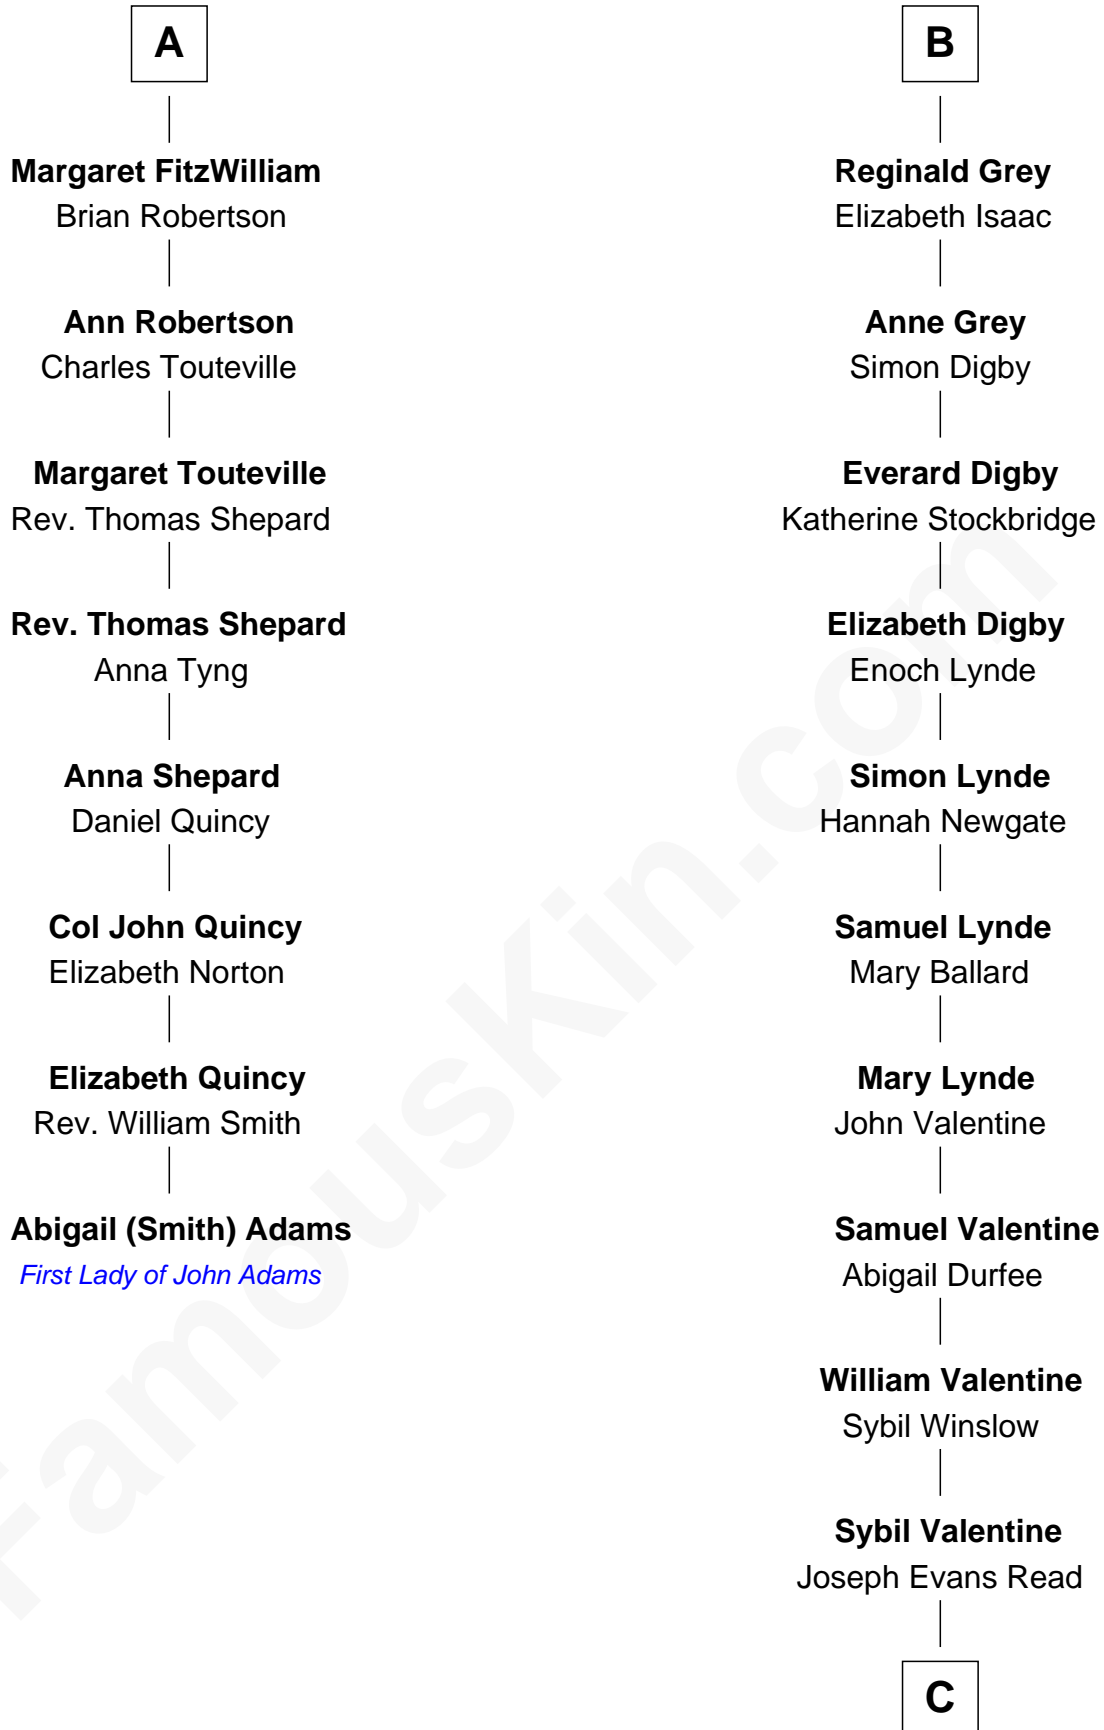 A
Margaret FitzWilliam
Brian Robertson
Ann Robertson
Charles Touteville
Margaret Touteville
Rev. Thomas Shepard
Rev. Thomas Shepard
Anna Tyng
Anna Shepard
Daniel Quincy
Col John Quincy
Elizabeth Norton
Elizabeth Quincy
Rev. William Smith
Abigail (Smith) Adams
First Lady of John Adams
B
Reginald Grey
Elizabeth Isaac
Anne Grey
Simon Digby
Everard Digby
Katherine Stockbridge
Elizabeth Digby
Enoch Lynde
Simon Lynde
Hannah Newgate
Samuel Lynde
Mary Ballard
Mary Lynde
John Valentine
Samuel Valentine
Abigail Durfee
William Valentine
Sybil Winslow
Sybil Valentine
Joseph Evans Read
C
FamousKin.com